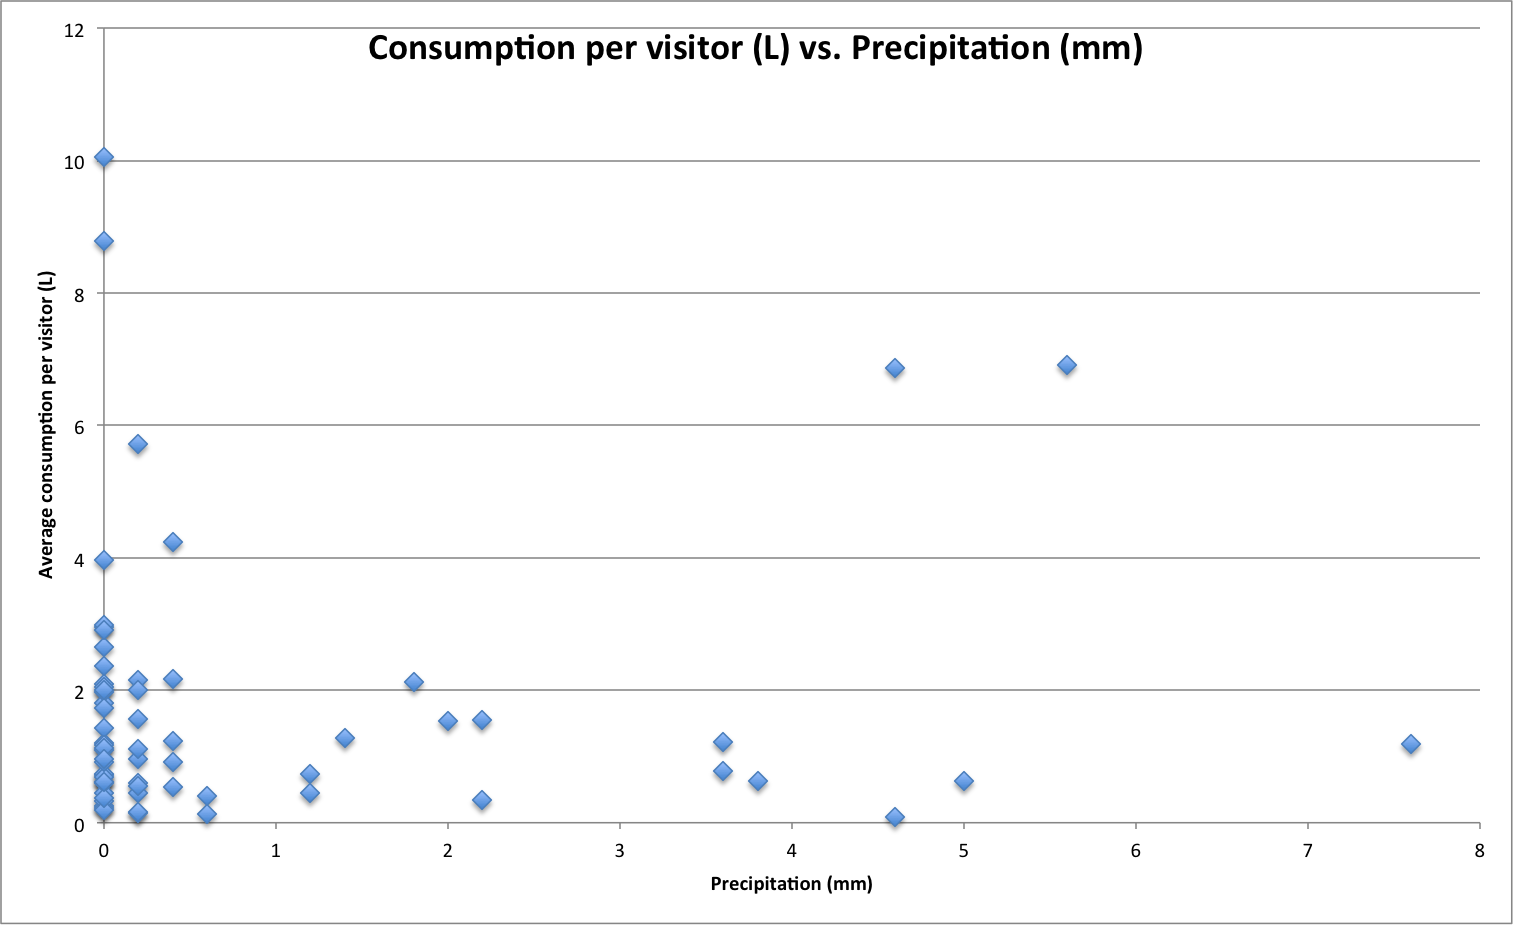 Consumption per visitor (L) vs. Precipitation (mm)
12
10
8
6
4
2
0
Average consumption per visitor (L)
0 1 2 3 4 5 6 7 8
Precipitation (mm)